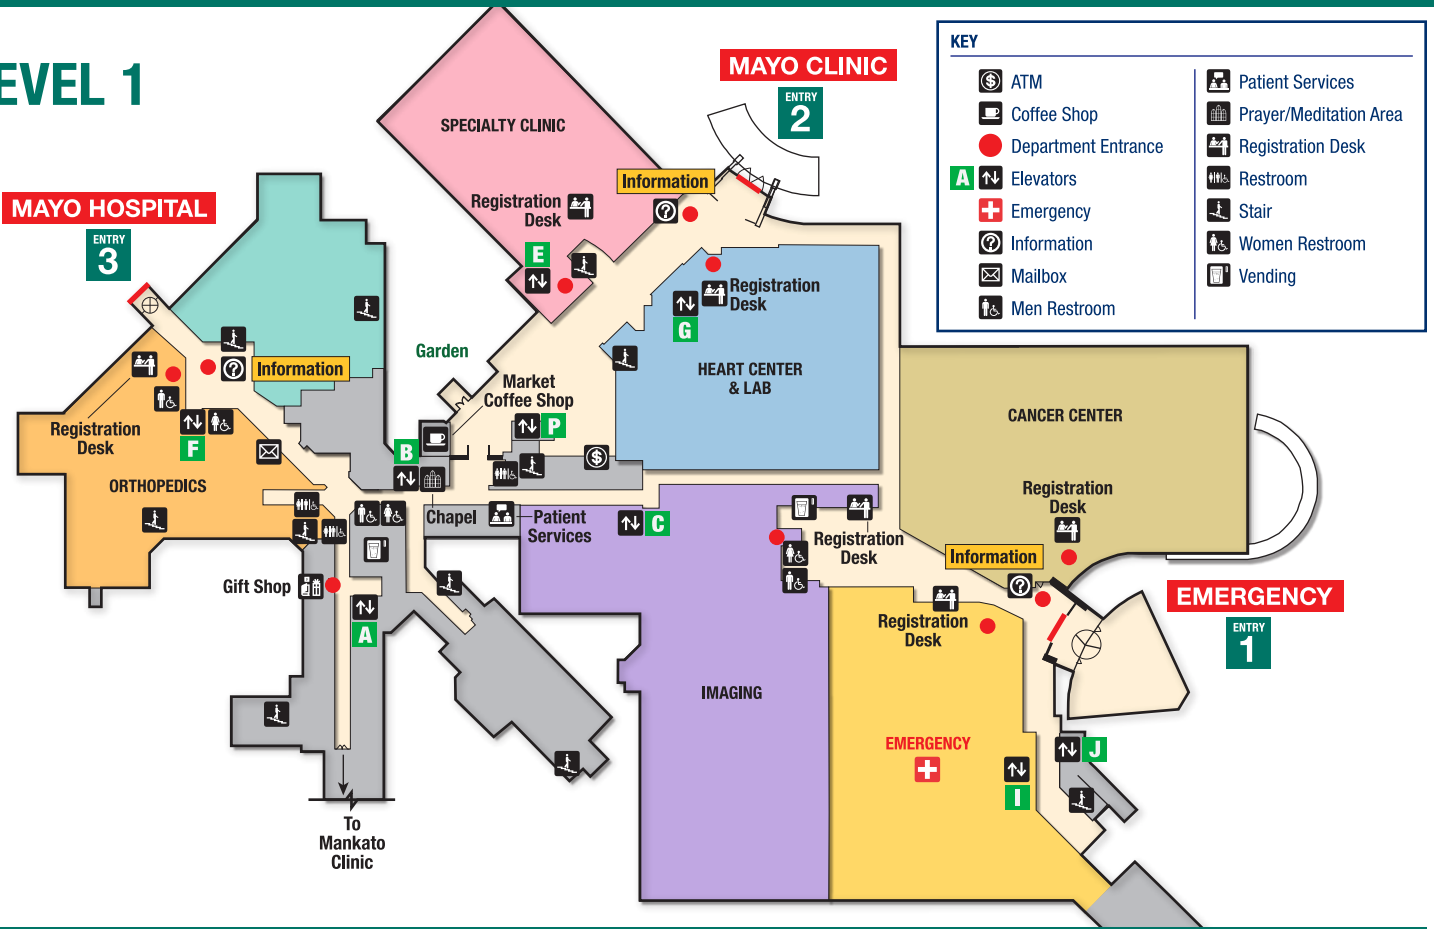 EVEL 1
MAYO CLINIC
ENTRY
2
KEY
$ ATM
Coffee Shop
Department Entrance
A Elevators
Emergency
? Information
Mailbox
Men Restroom
Patient Services
Prayer/Meditation Area
Registration Desk
Restroom
Stair
Women Restroom
Vending
MAYO HOSPITAL
ENTRY
3
SPECIALTY CLINIC
Registration
Desk
E
Information
?
Registration
Desk
G
HEART CENTER
& LAB
Garden
Market
Coffee Shop
P
B
$
Information
?
Registration
Desk
F
ORTHOPEDICS
CANCER CENTER
Registration
Desk
Information
?
Chapel
Patient
Services
C
Registration
Desk
Gift Shop
A
Registration
Desk
EMERGENCY
ENTRY
1
IMAGING
EMERGENCY
I
J
To
Mankato
Clinic